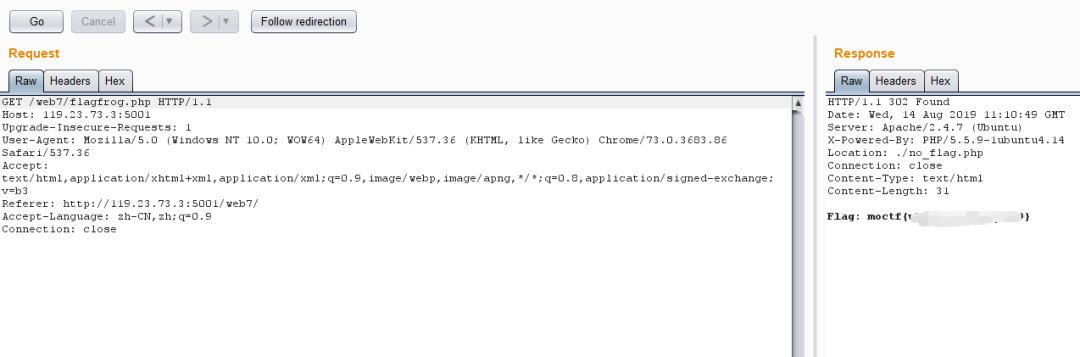 Go Cancel < > Follow redirection
Request
Raw Headers Hex
GET /web7/flagfrog.php HTTP/1.1
Host: 119.23.73.3:5001
Upgrade-Insecure-Requests: 1
User-Agent: Mozilla/5.0 (Windows NT 10.0; WOW64) AppleWebKit/537.36 (KHTML, like Gecko) Chrome/73.0.3683.86
Safari/537.36
Accept:
text/html,application/xhtml+xml,application/xml;q=0.9,image/webp,image/apng,*/*;q=0.8,application/signed-exchange;
v=b3
Referer: http://119.23.73.3:5001/web7/
Accept-Language: zh-CN,zh;q=0.9
Connection: close
Response
Raw Headers Hex
HTTP/1.1 302 Found
Date: Wed, 14 Aug 2019 11:10:49 GMT
Server: Apache/2.4.7 (Ubuntu)
X-Powered-By: PHP/5.5.9-1ubuntu4.14
Location: ./no_flag.php
Connection: close
Content-Type: text/html
Content-Length: 31
Flag: moctf{